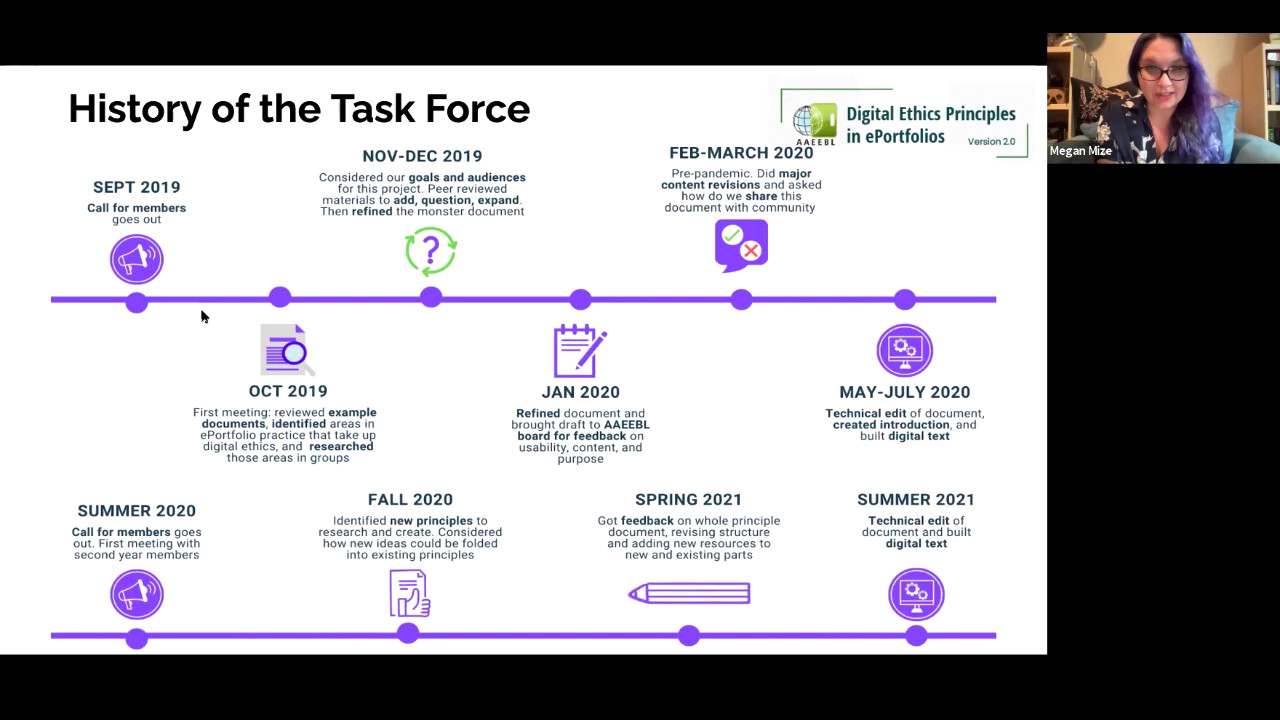 History of the Task Force
AAEEBL
Digital Ethics Principles
in ePortfolios
Version 2.0
Megan Mize
SEPT 2019
Call for members
goes out
NOV-DEC 2019
Considered our goals and audiences
for this project. Peer reviewed
materials to add, question, expand.
Then refined the monster document
?
FEB-MARCH 2020
Pre-pandemic. Did major
content revisions and asked
how do we share this
document with community
OCT 2019
First meeting: reviewed example
documents, identified areas in
ePortfolio practice that take up
digital ethics, and researched
those areas in groups
JAN 2020
Refined document and
brought draft to AAEEBL
board for feedback on
usability, content, and
purpose
MAY-JULY 2020
Technical edit of document,
created introduction, and
built digital text
SUMMER 2020
Call for members goes
out. First meeting with
second year members
FALL 2020
Identified new principles to
research and create. Considered
how new ideas could be folded
into existing principles
SPRING 2021
Got feedback on whole principle
document, revising structure
and adding new resources to
new and existing parts
SUMMER 2021
Technical edit of
document and built
digital text